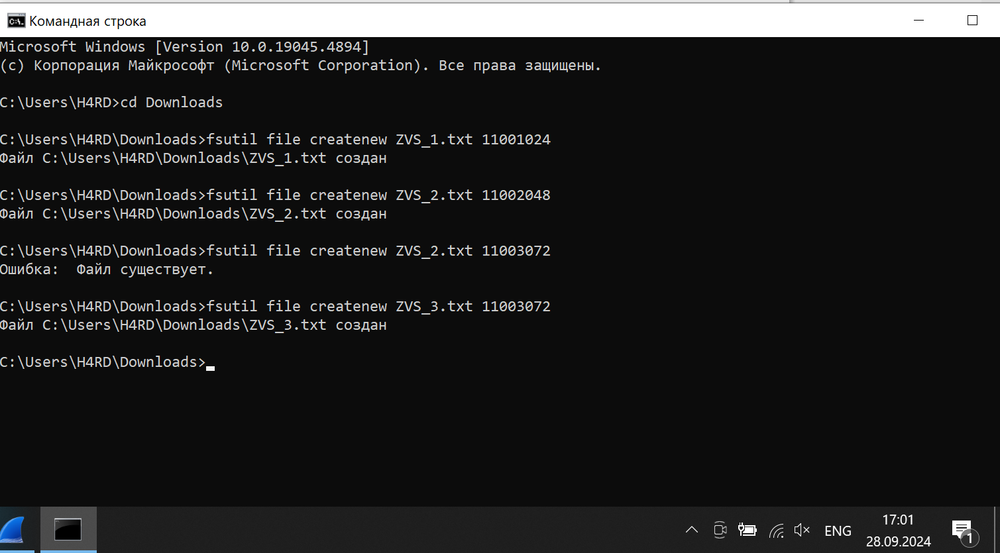 Командная строка
Microsoft Windows [Version 10.0.19045.4894]
(c) Корпорация Майкрософт (Microsoft Corporation). Все права защищены.
C:\Users\H4RD>cd Downloads
C:\Users\H4RD\Downloads>fsutil file createnew ZVS_1.txt 11001024
Файл C:\Users\H4RD\Downloads\ZVS_1.txt создан
C:\Users\H4RD\Downloads>fsutil file createnew ZVS_2.txt 11002048
Файл C:\Users\H4RD\Downloads\ZVS_2.txt создан
C:\Users\H4RD\Downloads>fsutil file createnew ZVS_2.txt 11003072
Ошибка:  Файл существует.
C:\Users\H4RD\Downloads>fsutil file createnew ZVS_3.txt 11003072
Файл C:\Users\H4RD\Downloads\ZVS_3.txt создан
C:\Users\H4RD\Downloads>
ENG
17:01
28.09.2024
1